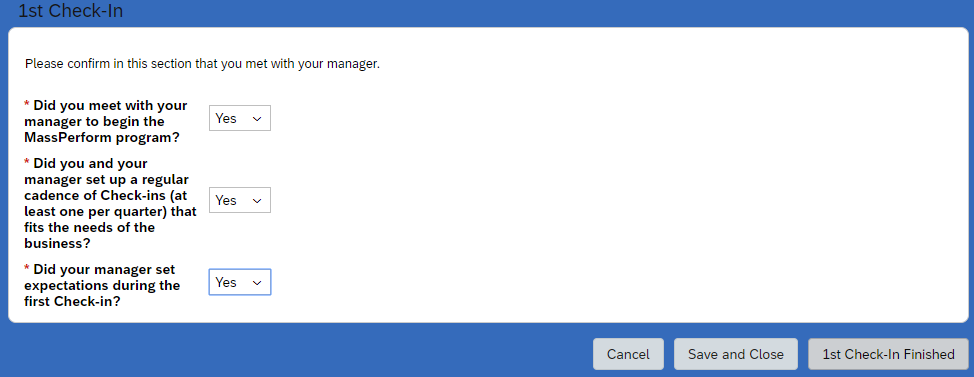 1st Check-In
Please confirm in this section that you met with your manager.
* Did you meet with your
manager to begin the
MassPerform program?
Yes
* Did you and your
manager set up a regular
cadence of Check-ins (at
least one per quarter) that
fits the needs of the
business?
Yes
* Did your manager set
expectations during the
first Check-in?
Yes
Cancel
Save and Close
1st Check-In Finished